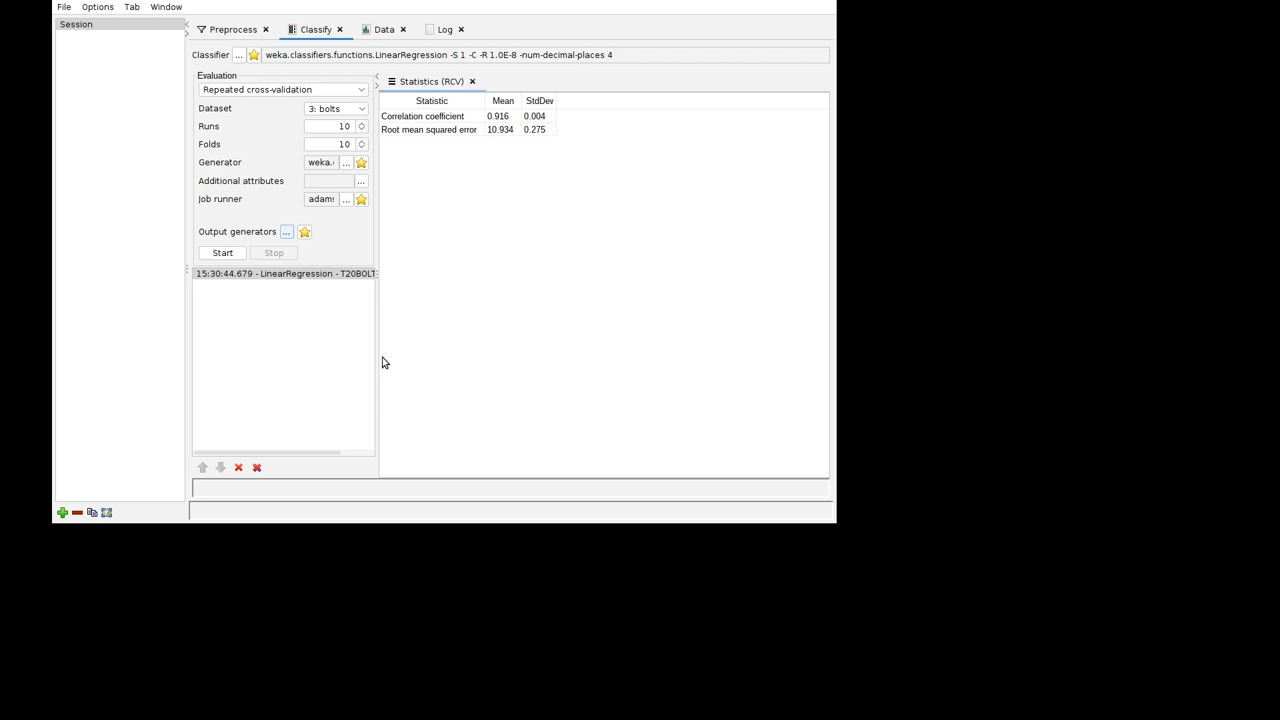 File Options Tab Window
Session
Preprocess Classify Data Log
Classifier ... weka.classifiers.functions.LinearRegression -S 1 -C -R 1.0E-8 -num-decimal-places 4
Evaluation
Repeated cross-validation
Dataset 3: bolts
Runs 10
Folds 10
Generator weka. ...
Additional attributes ...
Job runner adams ...
Output generators ...
Start Stop
15:30:44.679 - LinearRegression - T20BOLT
Statistics (RCV)
Statistic Mean StdDev
Correlation coefficient 0.916 0.004
Root mean squared error 10.934 0.275